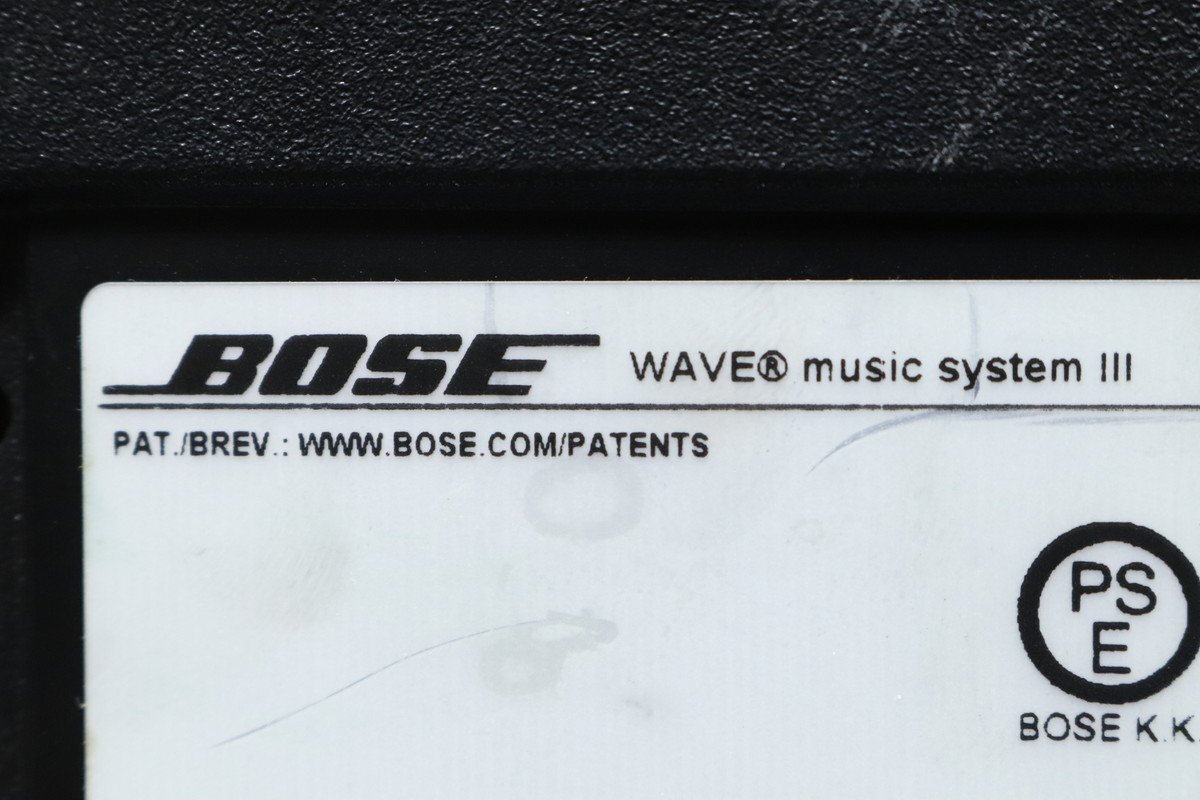 BOSE WAVE® music system III
PAT./BREV.: WWW.BOSE.COM/PATENTS
PS
E
BOSE K.K.